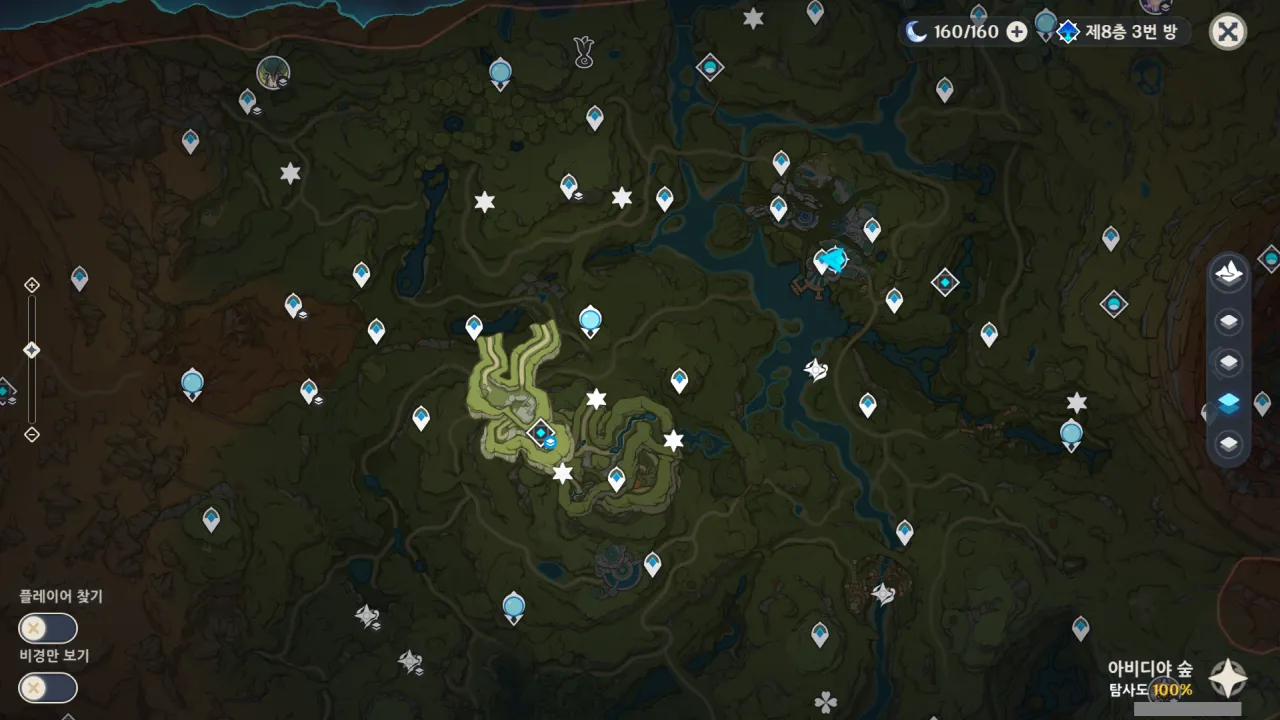 160/160
제8층 3번 방
플레이어 찾기
비경만 보기
아비디야 숲
탐사도 100%